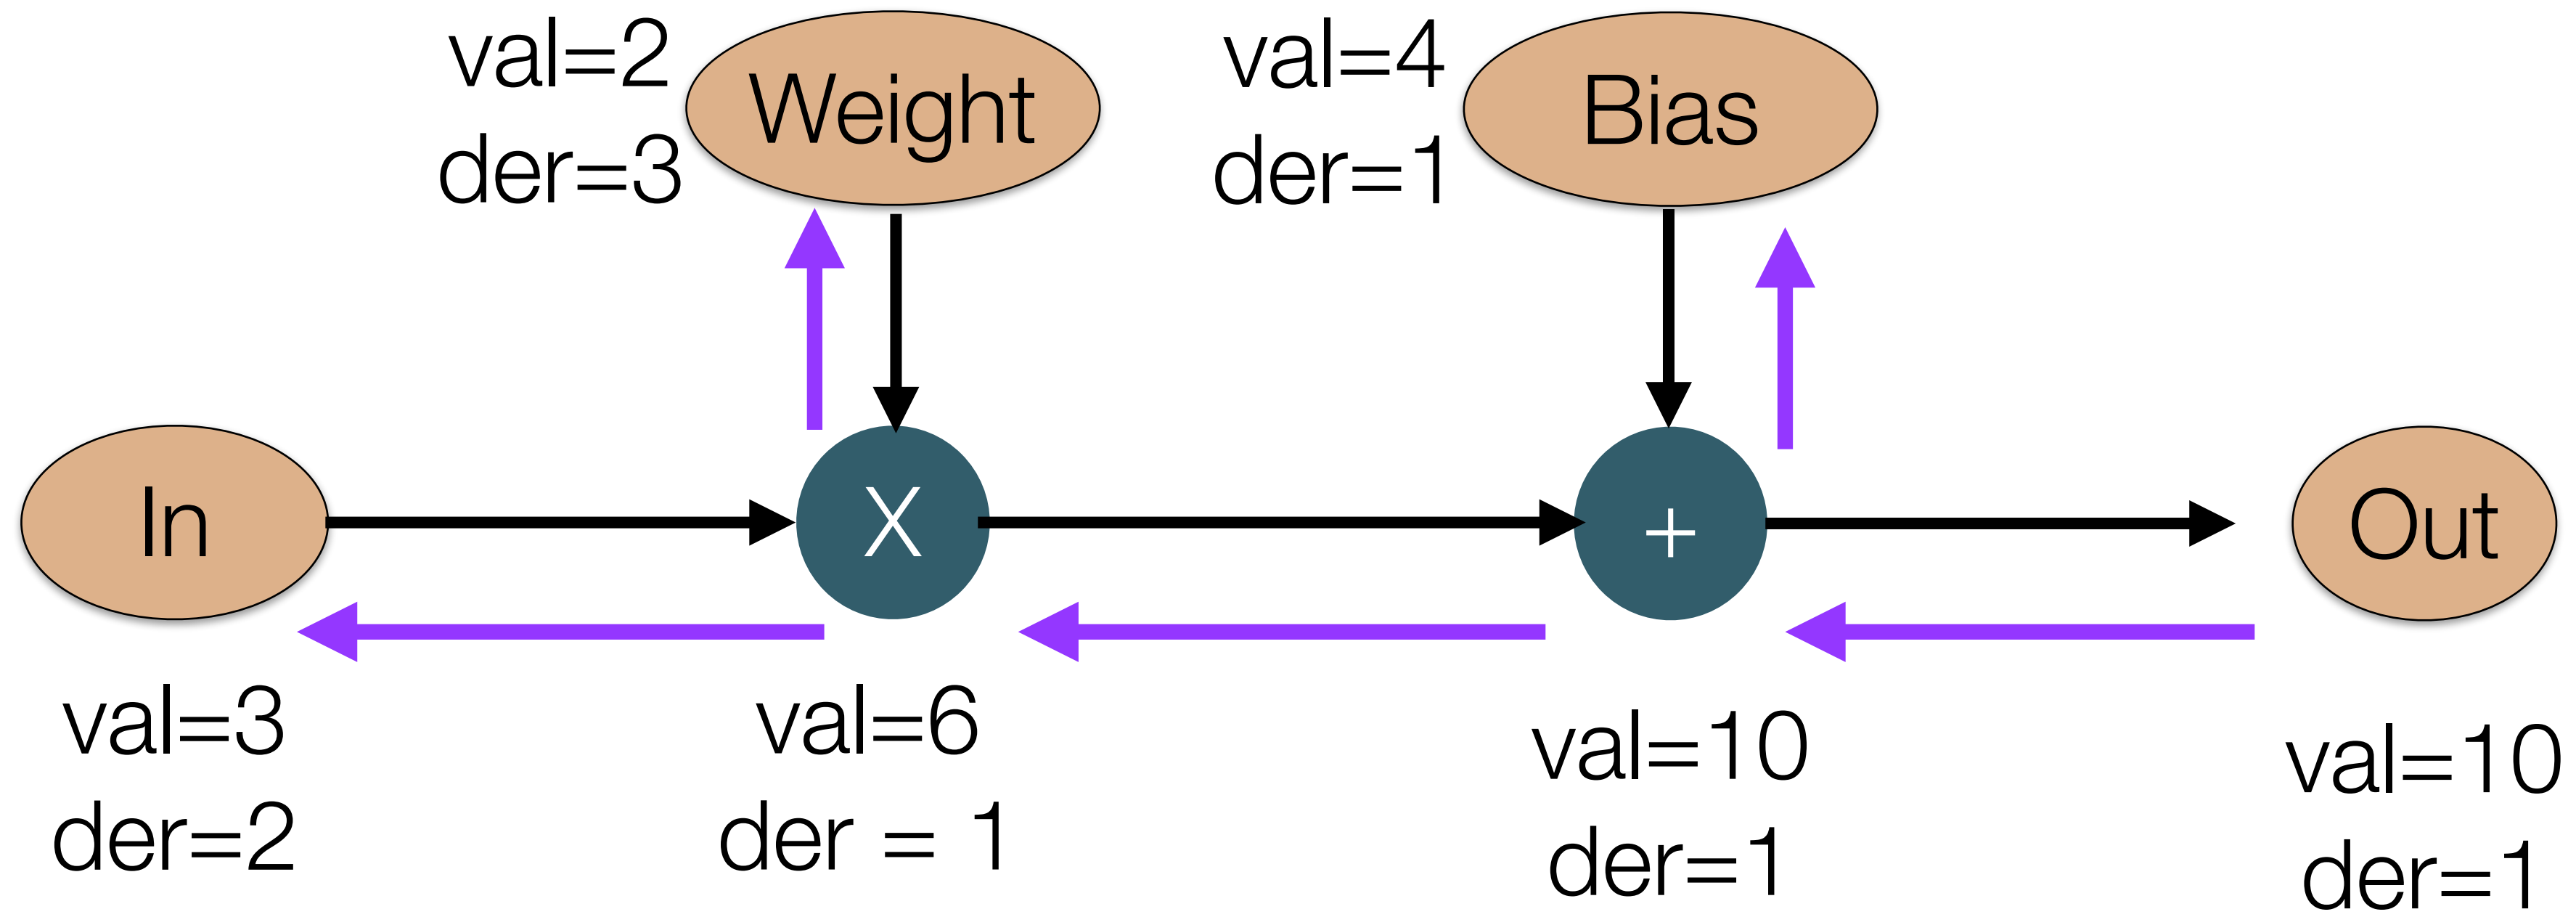 val=2
der=3
Weight
val=4
der=1
Bias
In
X
+
Out
val=3
der=2
val=6
der = 1
val=10
der=1
val=10
der=1